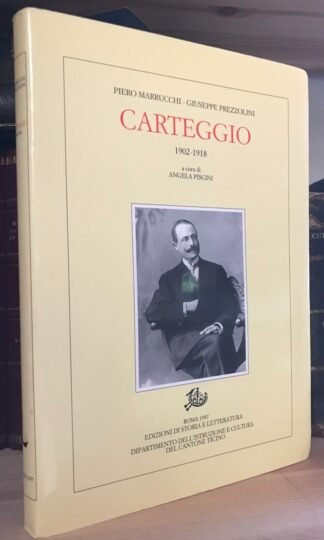 PIERO MARRUCCHI - GIUSEPPE PREZZOLINI
CARTEGGIO
1902-1918
a cura di
ANGELA PISCINI
ROMA 1997
EDIZIONI DI STORIA E LETTERATURA
DIPARTIMENTO DELL'ISTRUZIONE E CULTURA
DEL CANTONE TICINO